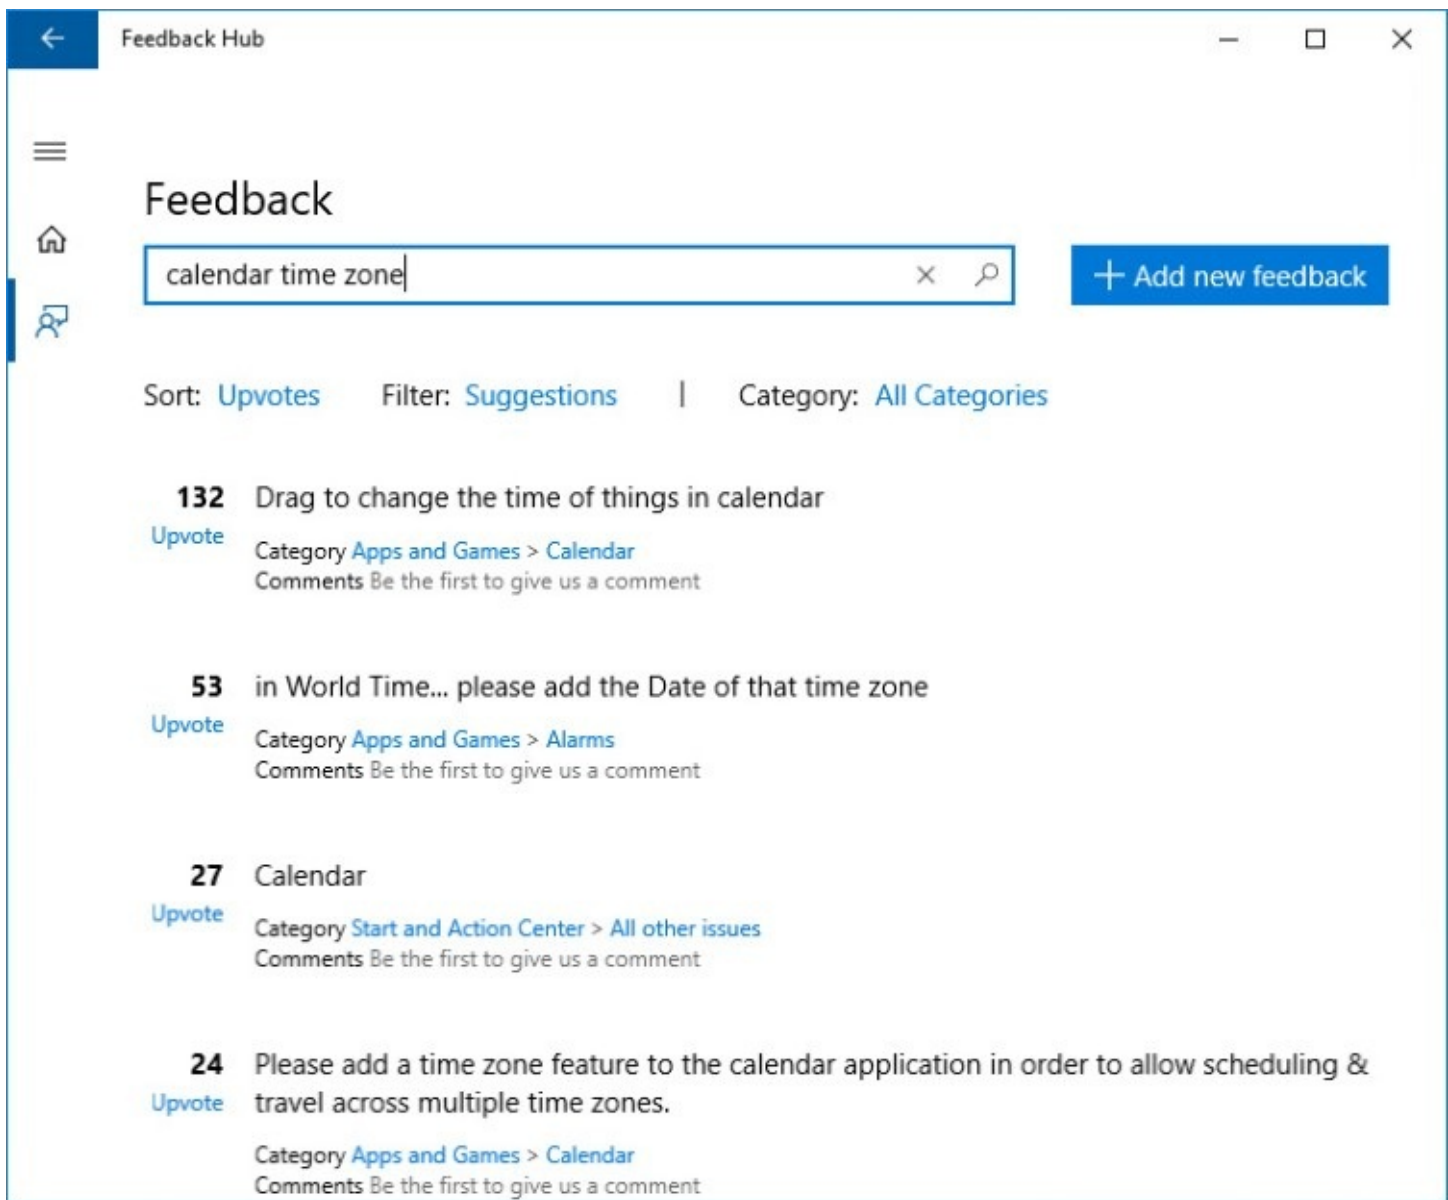 Feedback Hub
Feedback
calendar time zone
Add new feedback
Sort: Upvotes Filter: Suggestions | Category: All Categories
132 Drag to change the time of things in calendar
Upvote
Category Apps and Games > Calendar
Comments Be the first to give us a comment
53 in World Time... please add the Date of that time zone
Upvote
Category Apps and Games > Alarms
Comments Be the first to give us a comment
27 Calendar
Upvote
Category Start and Action Center > All other issues
Comments Be the first to give us a comment
24 Please add a time zone feature to the calendar application in order to allow scheduling &
Upvote travel across multiple time zones.
Category Apps and Games > Calendar
Comments Be the first to give us a comment